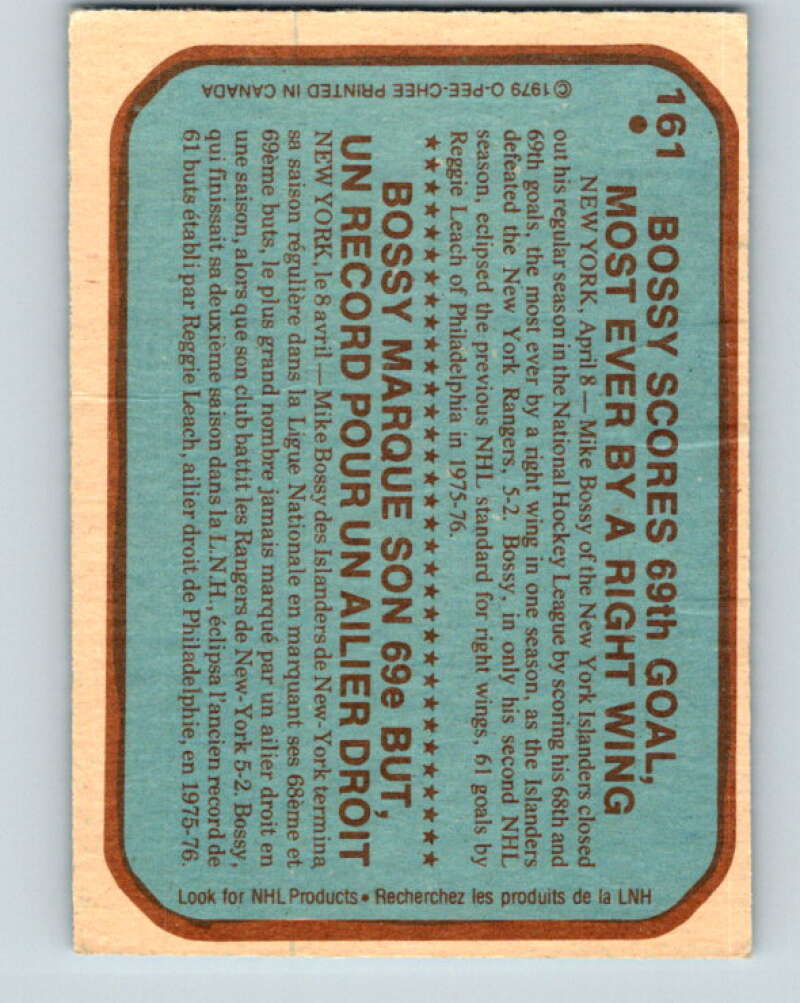 161
BOSSY SCORES 69th GOAL,
MOST EVER BY A RIGHT WING
NEW YORK, April 8 — Mike Bossy of the New York Islanders closed
out his regular season in the National Hockey League by scoring his 68th and
69th goals, the most ever by a right wing in one season, as the Islanders
defeated the New York Rangers, 5-2. Bossy, in only his second NHL
season, eclipsed the previous NHL standard for right wings, 61 goals by
Reggie Leach of Philadelphia in 1975-76.
BOSSY MARQUE SON 69e BUT,
UN RECORD POUR UN AILIER DROIT
NEW YORK, le 8 avril — Mike Bossy des Islanders de New-York termina
sa saison régulière dans la Ligue Nationale en marquant ses 68ème et
69ème buts, le plus grand nombre jamais marqué par un ailier droit en
une saison, alors que son club battit les Rangers de New-York 5-2. Bossy,
qui finissait sa deuxième saison dans la L.N.H., éclipsa l'ancien record de
61 buts établi par Reggie Leach, ailier droit de Philadelphie, en 1975-76.
© 1979 O-PEE-CHEE PRINTED IN CANADA
Look for NHL Products • Recherchez les produits de la LNH